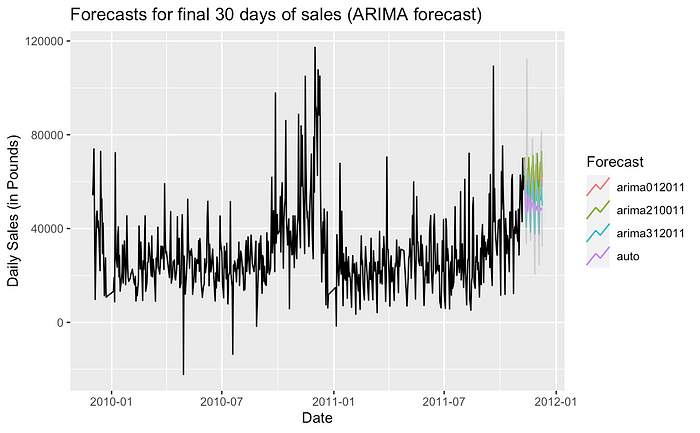 Forecasts for final 30 days of sales (ARIMA forecast)
120000
80000
40000
0
Daily Sales (in Pounds)
2010-01
2010-07
2011-01
2011-07
2012-01
Date
Forecast
arima012011
arima210011
arima312011
auto